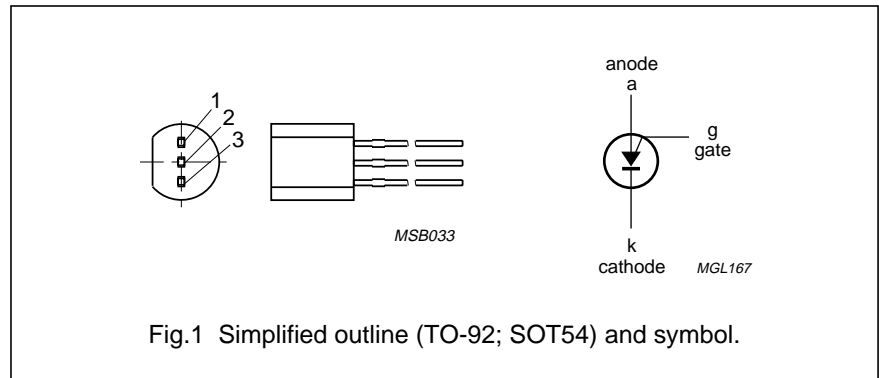 1
2
3
MSB033
anode
a
g
gate
k
cathode
MGL167
Fig.1 Simplified outline (TO-92; SOT54) and symbol.